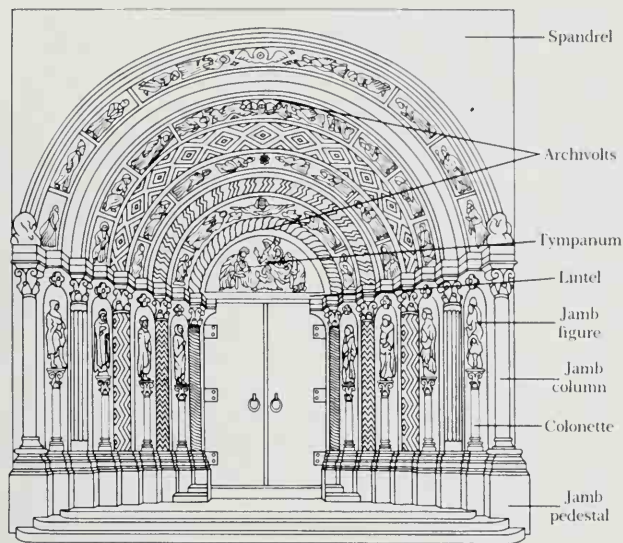 Spandrel
Archivolts
Tympanum
Lintel
Jamb
figure
Jamb
column
Colonette
Jamb
pedestal